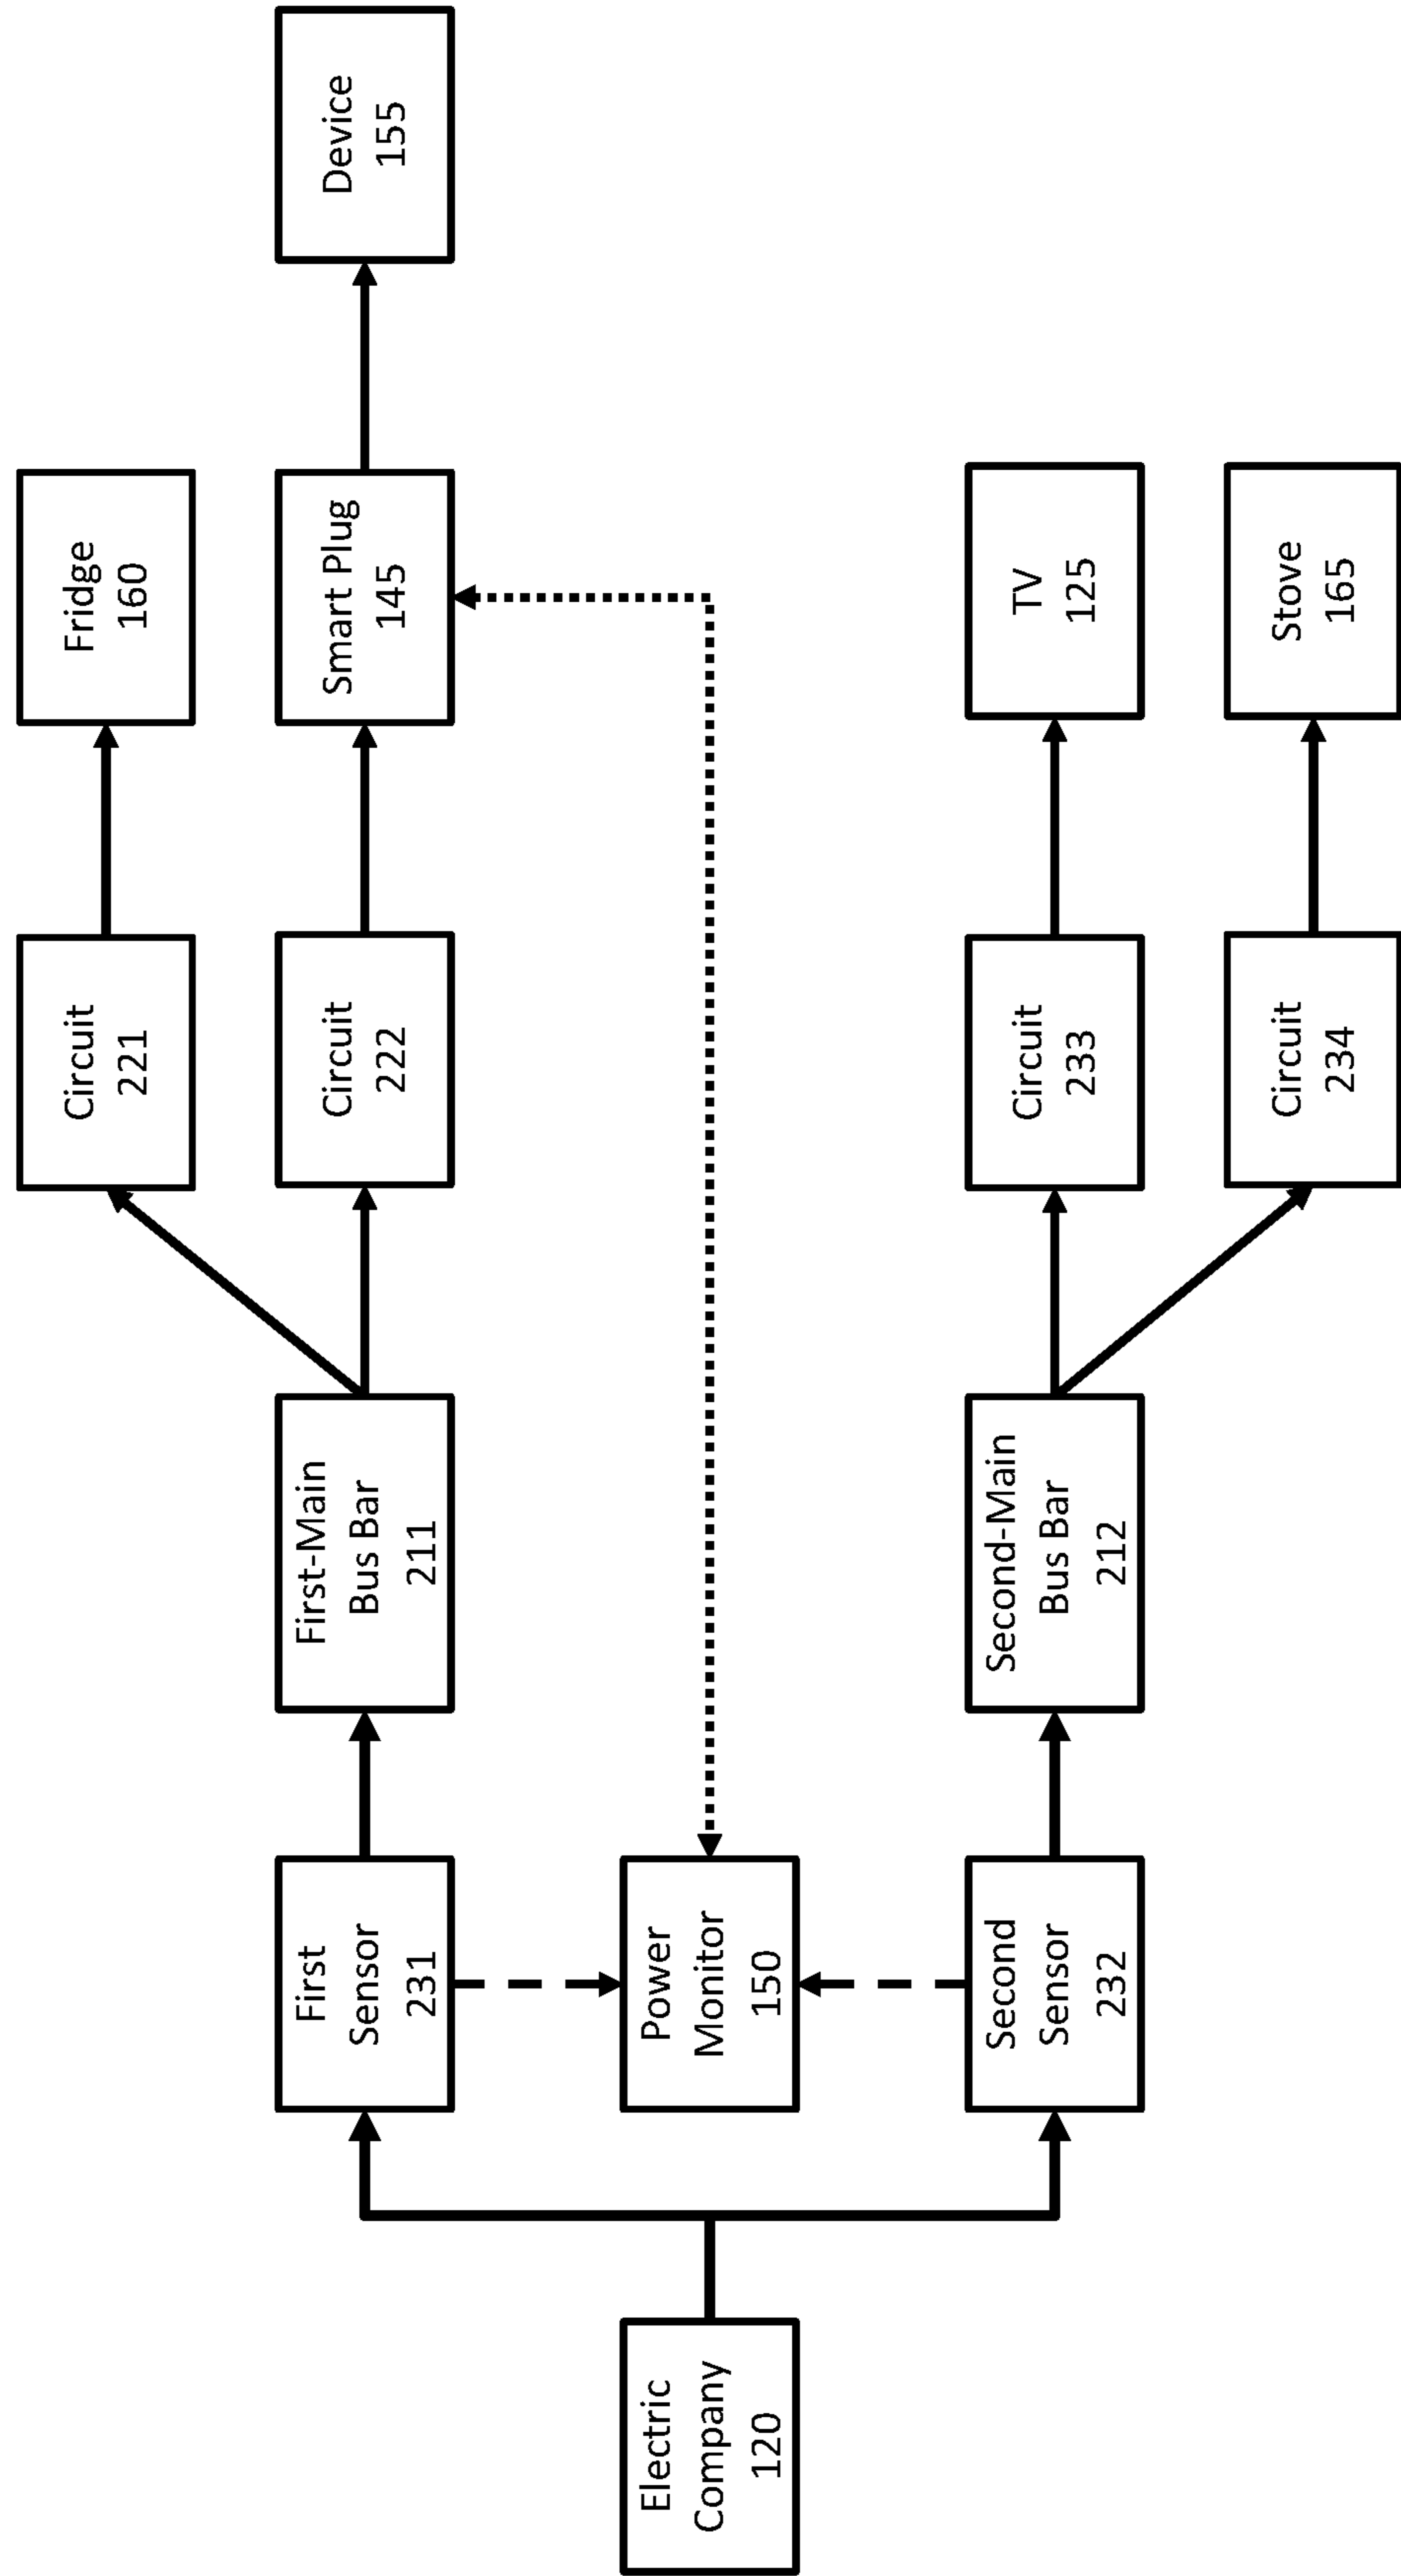 Fridge
160
Circuit
221
Device
155
Smart Plug
145
Circuit
222
First-Main
Bus Bar
211
First
Sensor
231
Power
Monitor
150
Electric
Company
120
Second
Sensor
232
Second-Main
Bus Bar
212
Circuit
233
TV
125
Circuit
234
Stove
165